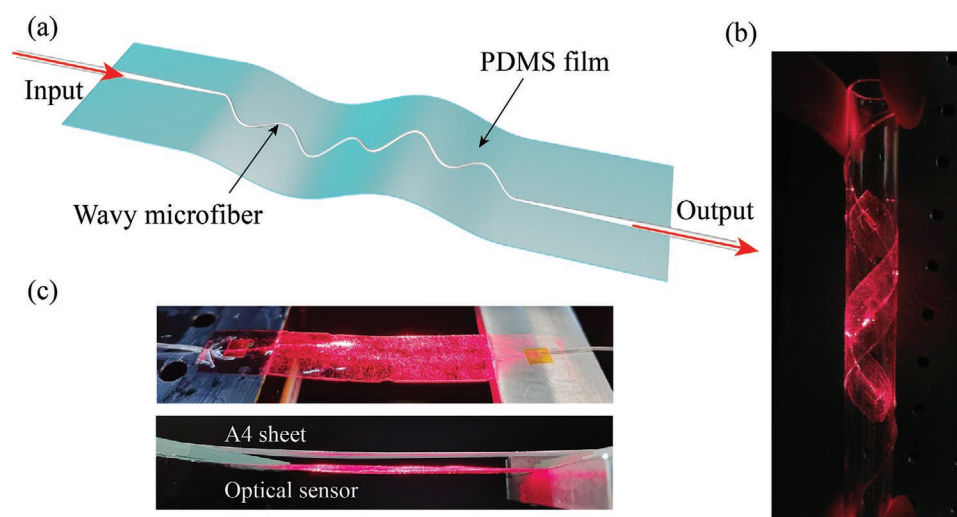 (a)
Input
PDMS film
Wavy microfiber
Output
(b)
(c)
A4 sheet
Optical sensor